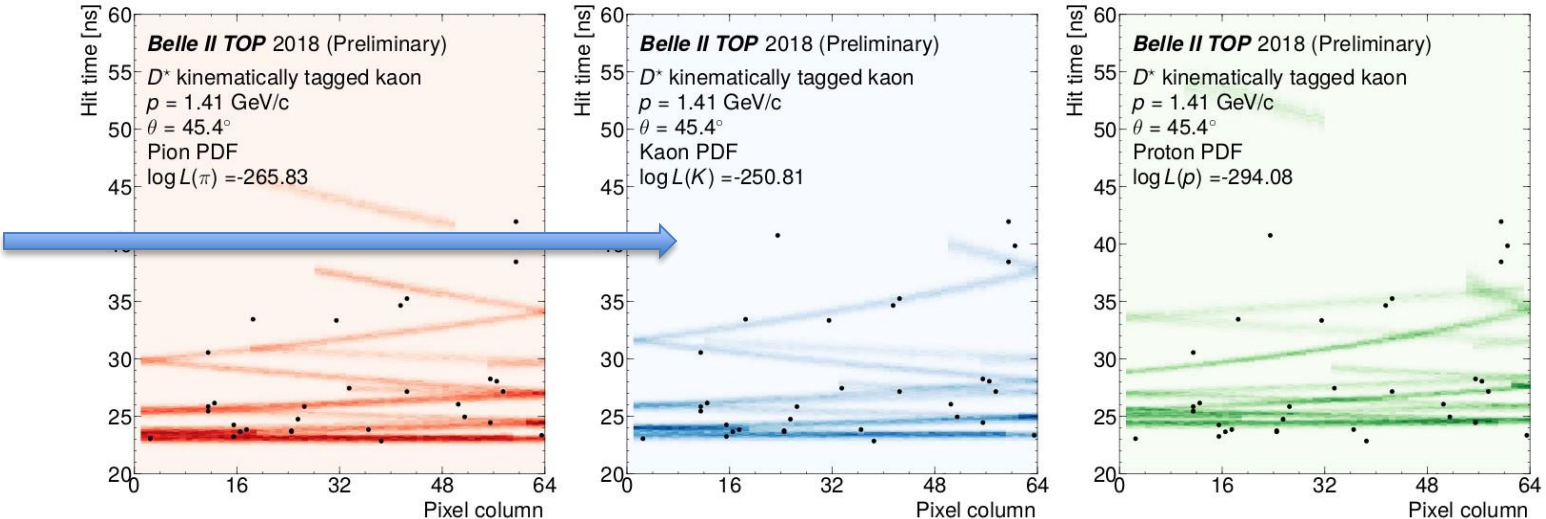 Hit time [ns]
60
55
50
45
35
30
25
20
Belle II TOP 2018 (Preliminary)
D* kinematically tagged kaon
p = 1.41 GeV/c
θ = 45.4°
Pion PDF
log L(π) =-265.83
0 16 32 48 64
Pixel column
Hit time [ns]
60
55
50
45
40
35
30
25
20
Belle II TOP 2018 (Preliminary)
D* kinematically tagged kaon
p = 1.41 GeV/c
θ = 45.4°
Kaon PDF
log L(K) =-250.81
0 16 32 48 64
Pixel column
Hit time [ns]
60
55
50
45
40
35
30
25
20
Belle II TOP 2018 (Preliminary)
D* kinematically tagged kaon
p = 1.41 GeV/c
θ = 45.4°
Proton PDF
log L(p) =-294.08
0 16 32 48 64
Pixel column